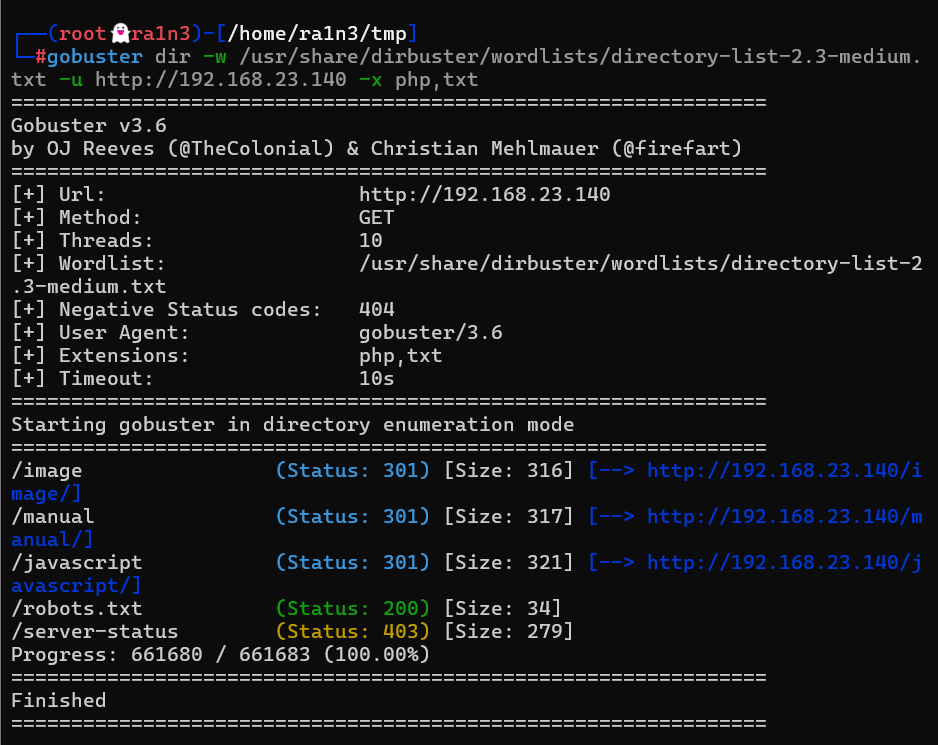 ┌──(root👻ra1n3)-[/home/ra1n3/tmp]
└─#gobuster dir -w /usr/share/dirbuster/wordlists/directory-list-2.3-medium.
txt -u http://192.168.23.140 -x php,txt
===============================================================
Gobuster v3.6
by OJ Reeves (@TheColonial) & Christian Mehlmauer (@firefart)
===============================================================
[+] Url:                     http://192.168.23.140
[+] Method:                  GET
[+] Threads:                 10
[+] Wordlist:                /usr/share/dirbuster/wordlists/directory-list-2
.3-medium.txt
[+] Negative Status codes:   404
[+] User Agent:              gobuster/3.6
[+] Extensions:              php,txt
[+] Timeout:                 10s
===============================================================
Starting gobuster in directory enumeration mode
===============================================================
/image                (Status: 301) [Size: 316] [--> http://192.168.23.140/i
mage/]
/manual               (Status: 301) [Size: 317] [--> http://192.168.23.140/m
anual/]
/javascript           (Status: 301) [Size: 321] [--> http://192.168.23.140/j
avascript/]
/robots.txt           (Status: 200) [Size: 34]
/server-status        (Status: 403) [Size: 279]
Progress: 661680 / 661683 (100.00%)
===============================================================
Finished
===============================================================